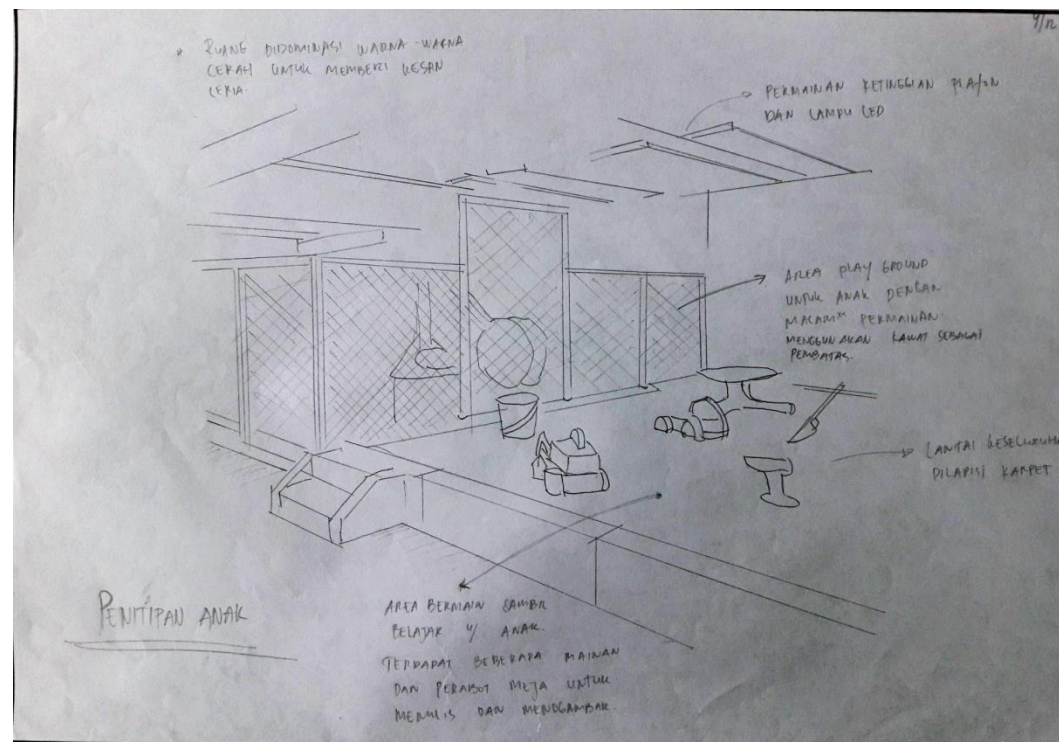 * RUANG DIDOMINASI WARNA-WARNA
CERAH UNTUK MEMBERI KESAN
CERIA.
PERMAINAN KETINGGIAN PLAFON
DAN LAMPU LED
AREA PLAY GROUND
UNTUK ANAK DENGAN
MACAM" PERMAINAN.
MENGGUNAKAN KAWAT SEBAGAI
PEMBATAS.
LANTAI KESELURUHA
DILAPISI KARPET
PENITIPAN ANAK
AREA BERMAIN SAMBIL
BELAJAR U/ ANAK.
TERDAPAT BEBERAPA MAINAN
DAN PERABOT MEJA UNTUK
MENULIS DAN MENGGAMBAR.